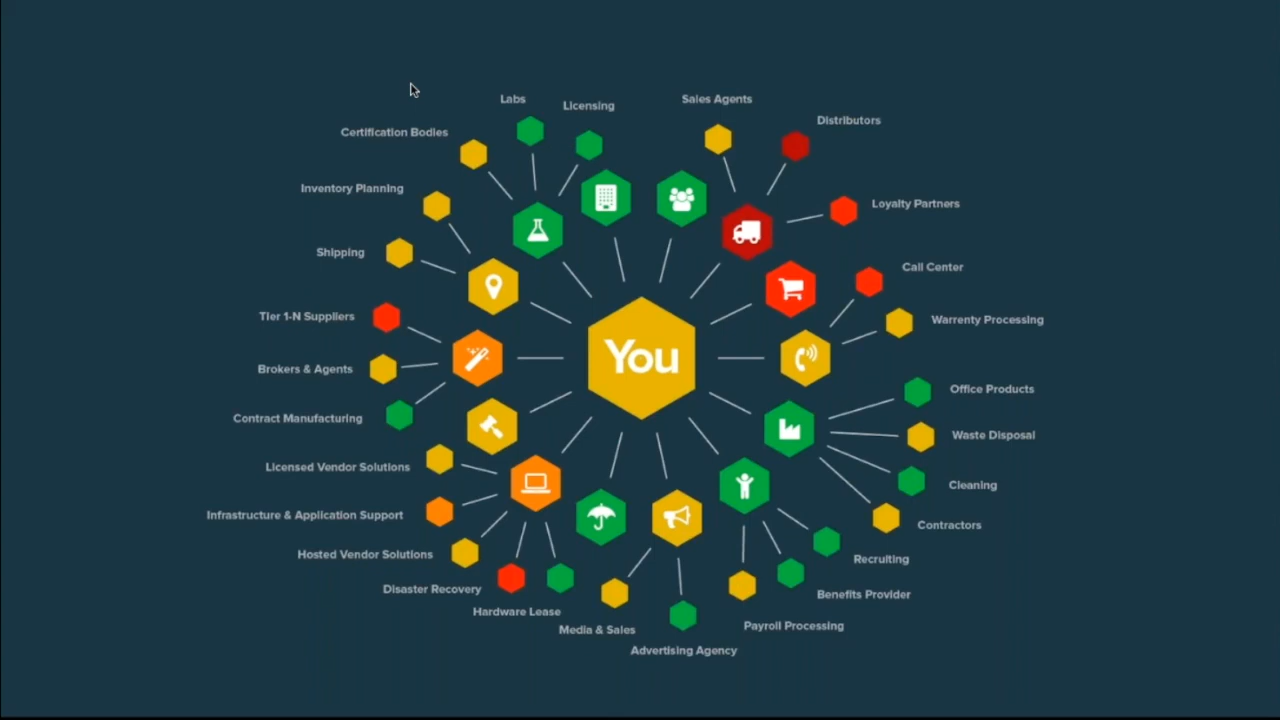 Labs
Licensing
Sales Agents
Distributors
Certification Bodies
Inventory Planning
Loyalty Partners
Shipping
Call Center
Tier 1-N Suppliers
Warrenty Processing
You
Brokers & Agents
Office Products
Contract Manufacturing
Waste Disposal
Licensed Vendor Solutions
Cleaning
Infrastructure & Application Support
Contractors
Hosted Vendor Solutions
Recruiting
Disaster Recovery
Benefits Provider
Hardware Lease
Media & Sales
Payroll Processing
Advertising Agency